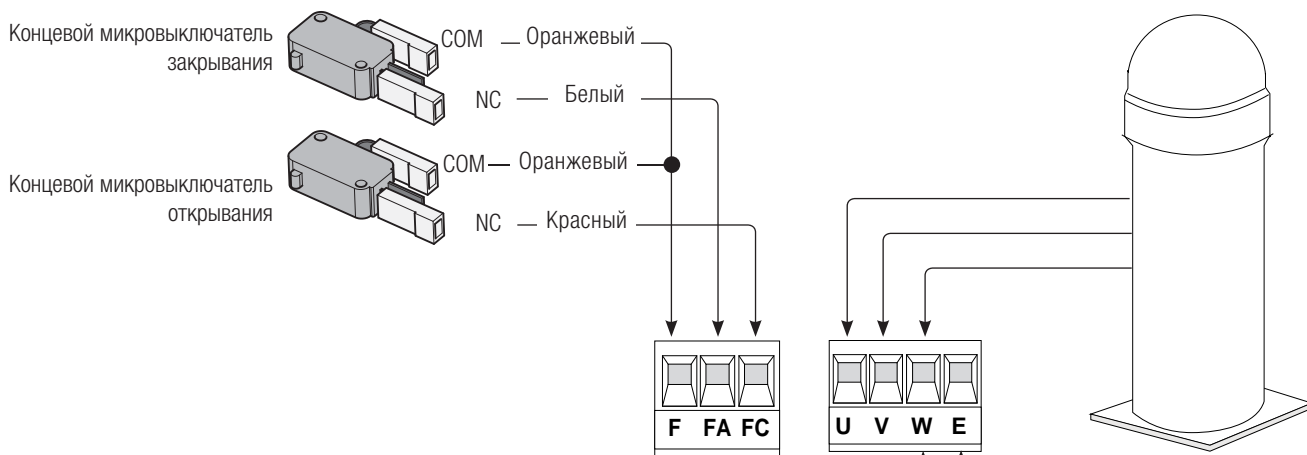 Концевой микровыключатель
закрывания
COM Оранжевый
NC Белый
Концевой микровыключатель
открывания
COM Оранжевый
NC Красный
F FA FC
U V W E